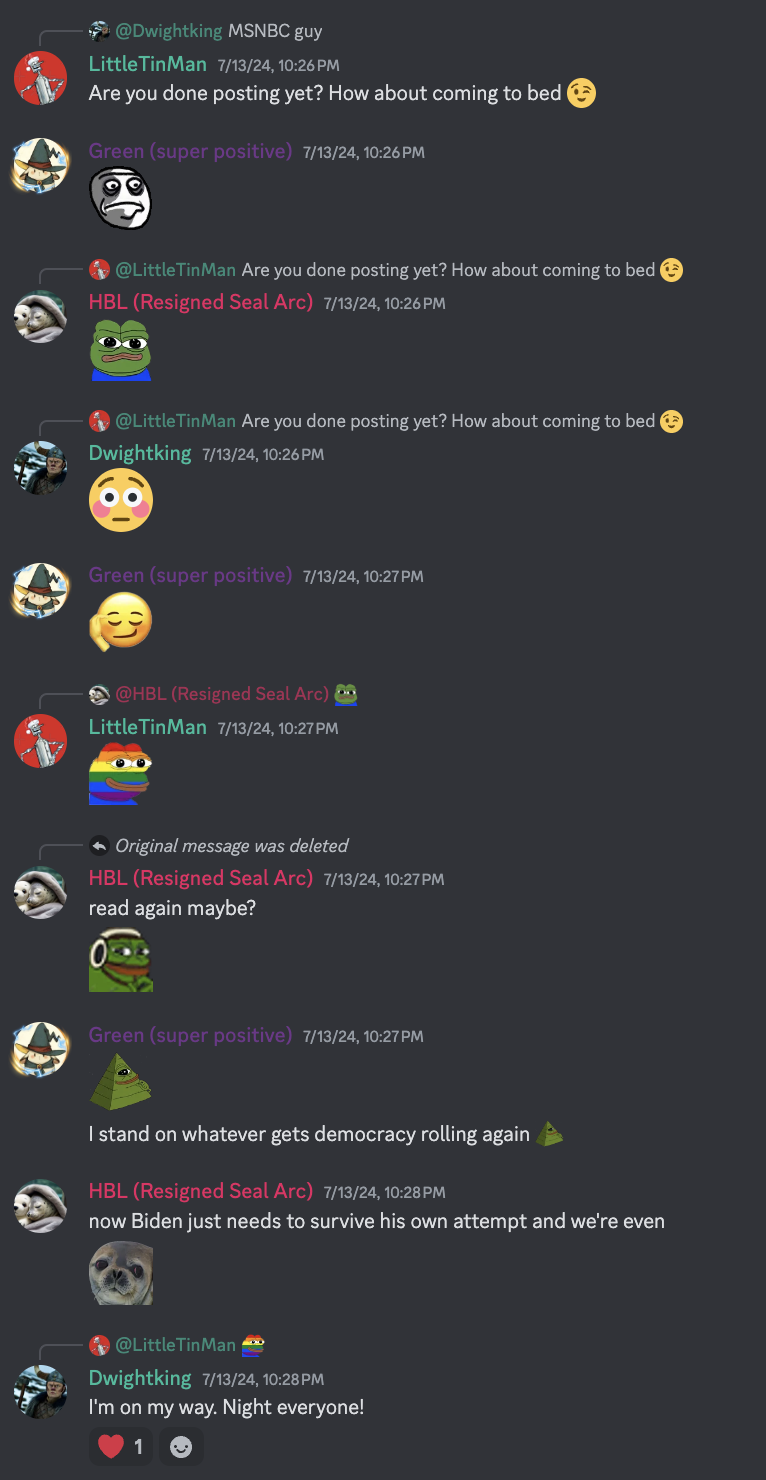 @Dwightking MSNBC guy
LittleTinMan 7/13/24, 10:26 PM
Are you done posting yet? How about coming to bed 😉
Green (super positive) 7/13/24, 10:26 PM
@LittleTinMan Are you done posting yet? How about coming to bed 😉
HBL (Resigned Seal Arc) 7/13/24, 10:26 PM
@LittleTinMan Are you done posting yet? How about coming to bed 😉
Dwightking 7/13/24, 10:26 PM
Green (super positive) 7/13/24, 10:27 PM
@HBL (Resigned Seal Arc)
LittleTinMan 7/13/24, 10:27 PM
Original message was deleted
HBL (Resigned Seal Arc) 7/13/24, 10:27 PM
read again maybe?
Green (super positive) 7/13/24, 10:27 PM
I stand on whatever gets democracy rolling again
HBL (Resigned Seal Arc) 7/13/24, 10:28 PM
now Biden just needs to survive his own attempt and we're even
@LittleTinMan
Dwightking 7/13/24, 10:28 PM
I'm on my way. Night everyone!
1